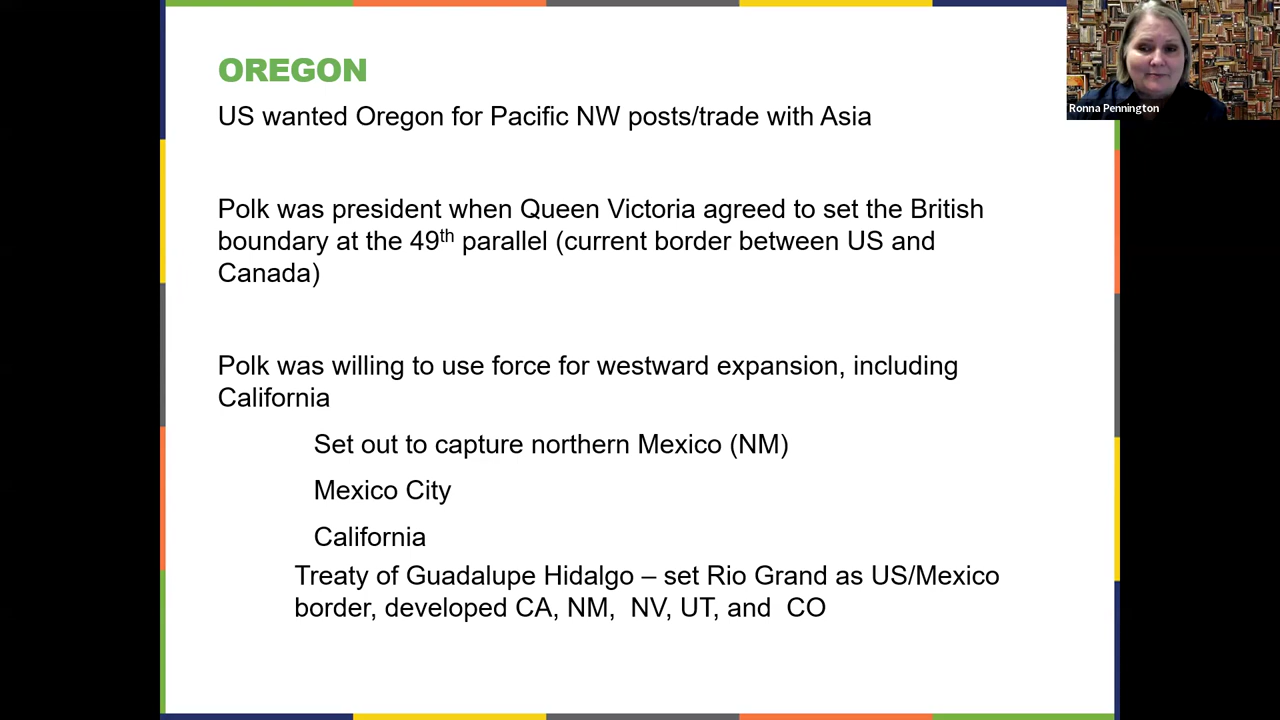 OREGON
US wanted Oregon for Pacific NW posts/trade with Asia
Ronna Pennington
Polk was president when Queen Victoria agreed to set the British
boundary at the 49th parallel (current border between US and
Canada)
Polk was willing to use force for westward expansion, including
California
Set out to capture northern Mexico (NM)
Mexico City
California
Treaty of Guadalupe Hidalgo – set Rio Grand as US/Mexico
border, developed CA, NM,  NV, UT, and  CO